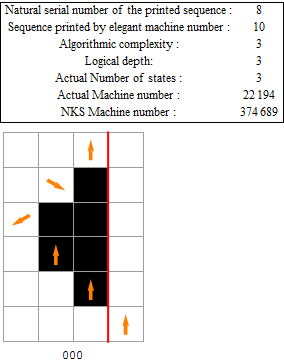 Natural serial number of the printed sequence : 8
Sequence printed by elegant machine number : 10
Algorithmic complexity : 3
Logical depth: 3
Actual Number of states : 3
Actual Machine number : 22 194
NKS Machine number : 374 689
000